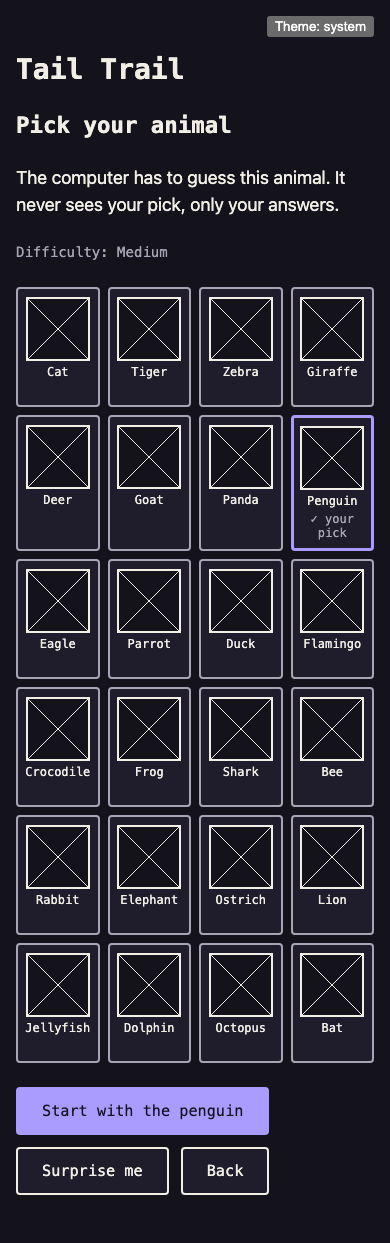 Theme: system
Tail Trail
Pick your animal
The computer has to guess this animal. It
never sees your pick, only your answers.
Difficulty: Medium
Cat
Tiger
Zebra
Giraffe
Deer
Goat
Panda
Penguin
✓ your
pick
Eagle
Parrot
Duck
Flamingo
Crocodile
Frog
Shark
Bee
Rabbit
Elephant
Ostrich
Lion
Jellyfish
Dolphin
Octopus
Bat
Start with the penguin
Surprise me
Back